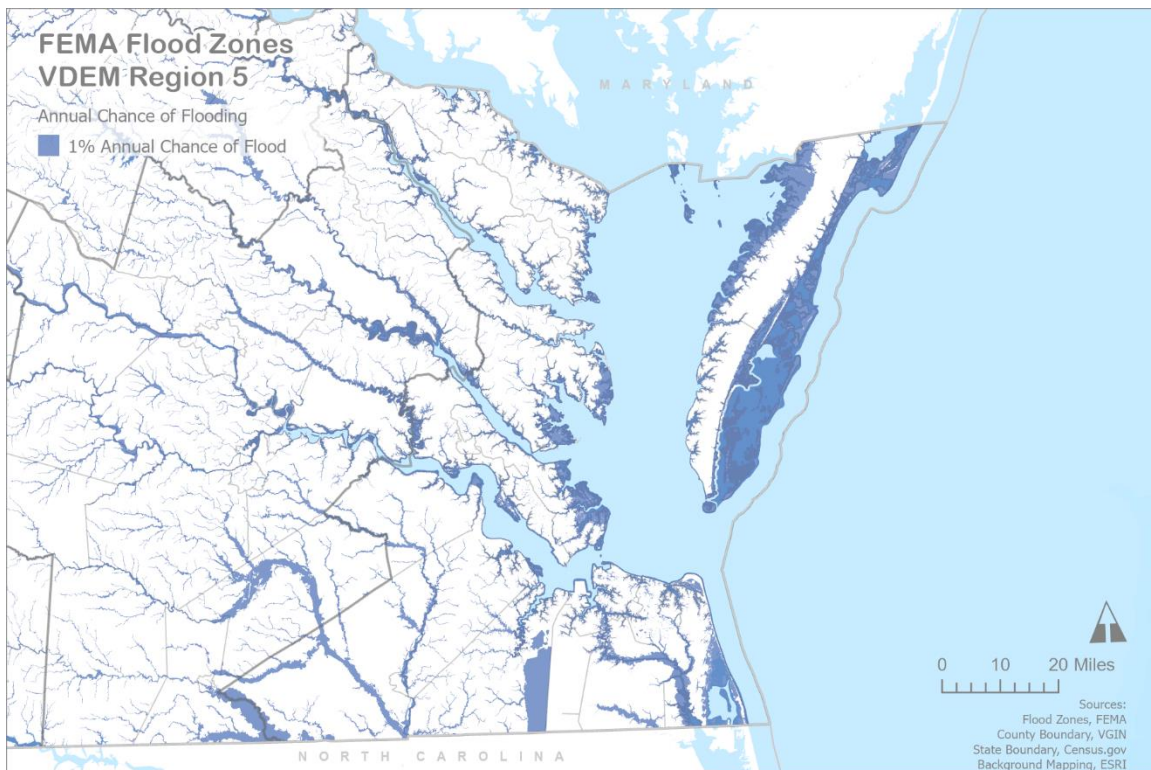 FEMA Flood Zones
VDEM Region 5
Annual Chance of Flooding
1% Annual Chance of Flood
MARYLAND
0 10 20 Miles
Sources:
Flood Zones, FEMA
County Boundary, VGIN
State Boundary, Census.gov
Background Mapping, ESRI
NORTH CAROLINA